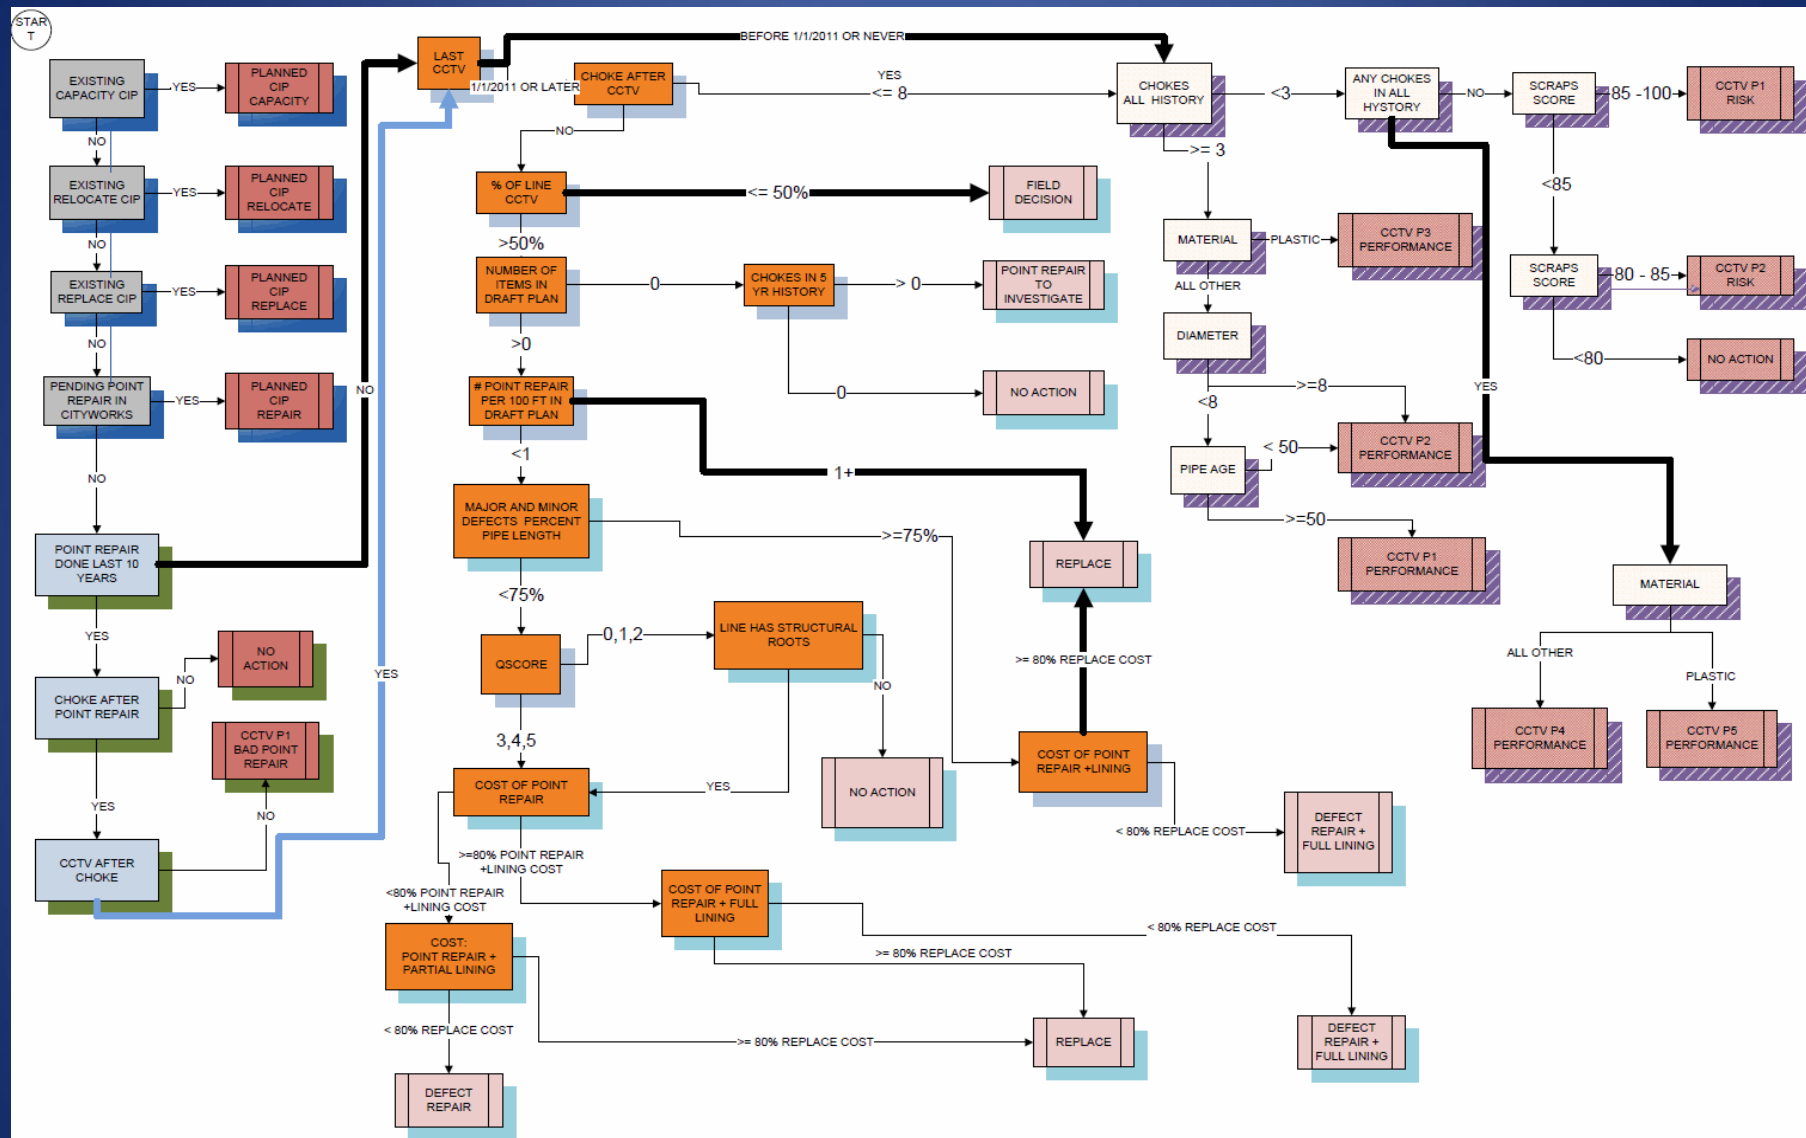 STAR
T
EXISTING
CAPACITY CIP
YES
PLANNED
CIP
CAPACITY
NO
EXISTING
RELOCATE CIP
YES
PLANNED
CIP
RELOCATE
NO
EXISTING
REPLACE CIP
YES
PLANNED
CIP
REPLACE
NO
PENDING POINT
REPAIR IN
CITYWORKS
YES
PLANNED
CIP
REPAIR
NO
POINT REPAIR
DONE LAST 10
YEARS
NO
YES
CHOKE AFTER
POINT REPAIR
NO
NO
ACTION
YES
CCTV AFTER
CHOKE
NO
CCTV P1
BAD POINT
REPAIR
YES
LAST
CCTV
BEFORE 1/1/2011 OR NEVER
1/1/2011 OR LATER
CHOKE AFTER
CCTV
YES
<= 8
NO
% OF LINE
CCTV
<= 50%
FIELD
DECISION
>50%
NUMBER OF
ITEMS IN
DRAFT PLAN
0
CHOKES IN 5
YR HISTORY
> 0
POINT REPAIR
TO
INVESTIGATE
0
NO ACTION
>0
# POINT REPAIR
PER 100 FT IN
DRAFT PLAN
1+
REPLACE
<1
MAJOR AND MINOR
DEFECTS PERCENT
PIPE LENGTH
>=75%
<75%
QSCORE
0,1,2
LINE HAS STRUCTURAL
ROOTS
NO
NO ACTION
YES
3,4,5
COST OF POINT
REPAIR
>= 80% REPLACE COST
COST OF POINT
REPAIR +LINING
< 80% REPLACE COST
DEFECT
REPAIR +
FULL LINING
>=80% POINT REPAIR
+LINING COST
<80% POINT REPAIR
+LINING COST
COST OF POINT
REPAIR + FULL
LINING
< 80% REPLACE COST
>= 80% REPLACE COST
COST:
POINT REPAIR +
PARTIAL LINING
< 80% REPLACE COST
>= 80% REPLACE COST
REPLACE
DEFECT
REPAIR +
FULL LINING
DEFECT
REPAIR
CHOKES
ALL HISTORY
<3
ANY CHOKES
IN ALL
HYSTORY
NO
SCRAPS
SCORE
85 -100
CCTV P1
RISK
<85
SCRAPS
SCORE
80 - 85
CCTV P2
RISK
<80
NO ACTION
>= 3
MATERIAL
PLASTIC
CCTV P3
PERFORMANCE
ALL OTHER
DIAMETER
>=8
<8
CCTV P2
PERFORMANCE
PIPE AGE
< 50
>=50
CCTV P1
PERFORMANCE
YES
MATERIAL
ALL OTHER
PLASTIC
CCTV P4
PERFORMANCE
CCTV P5
PERFORMANCE